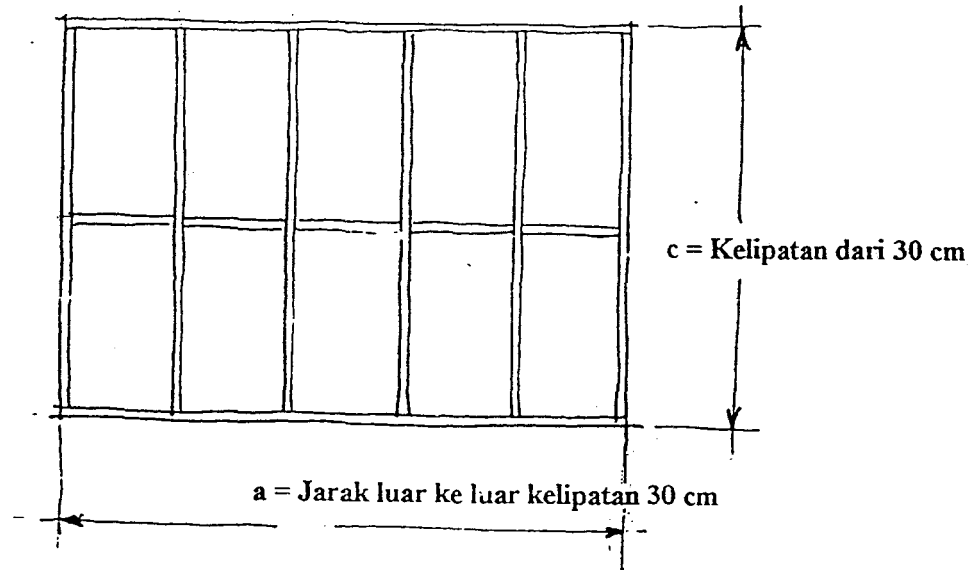 c = Kelipatan dari 30 cm
a = Jarak luar ke luar kelipatan 30 cm